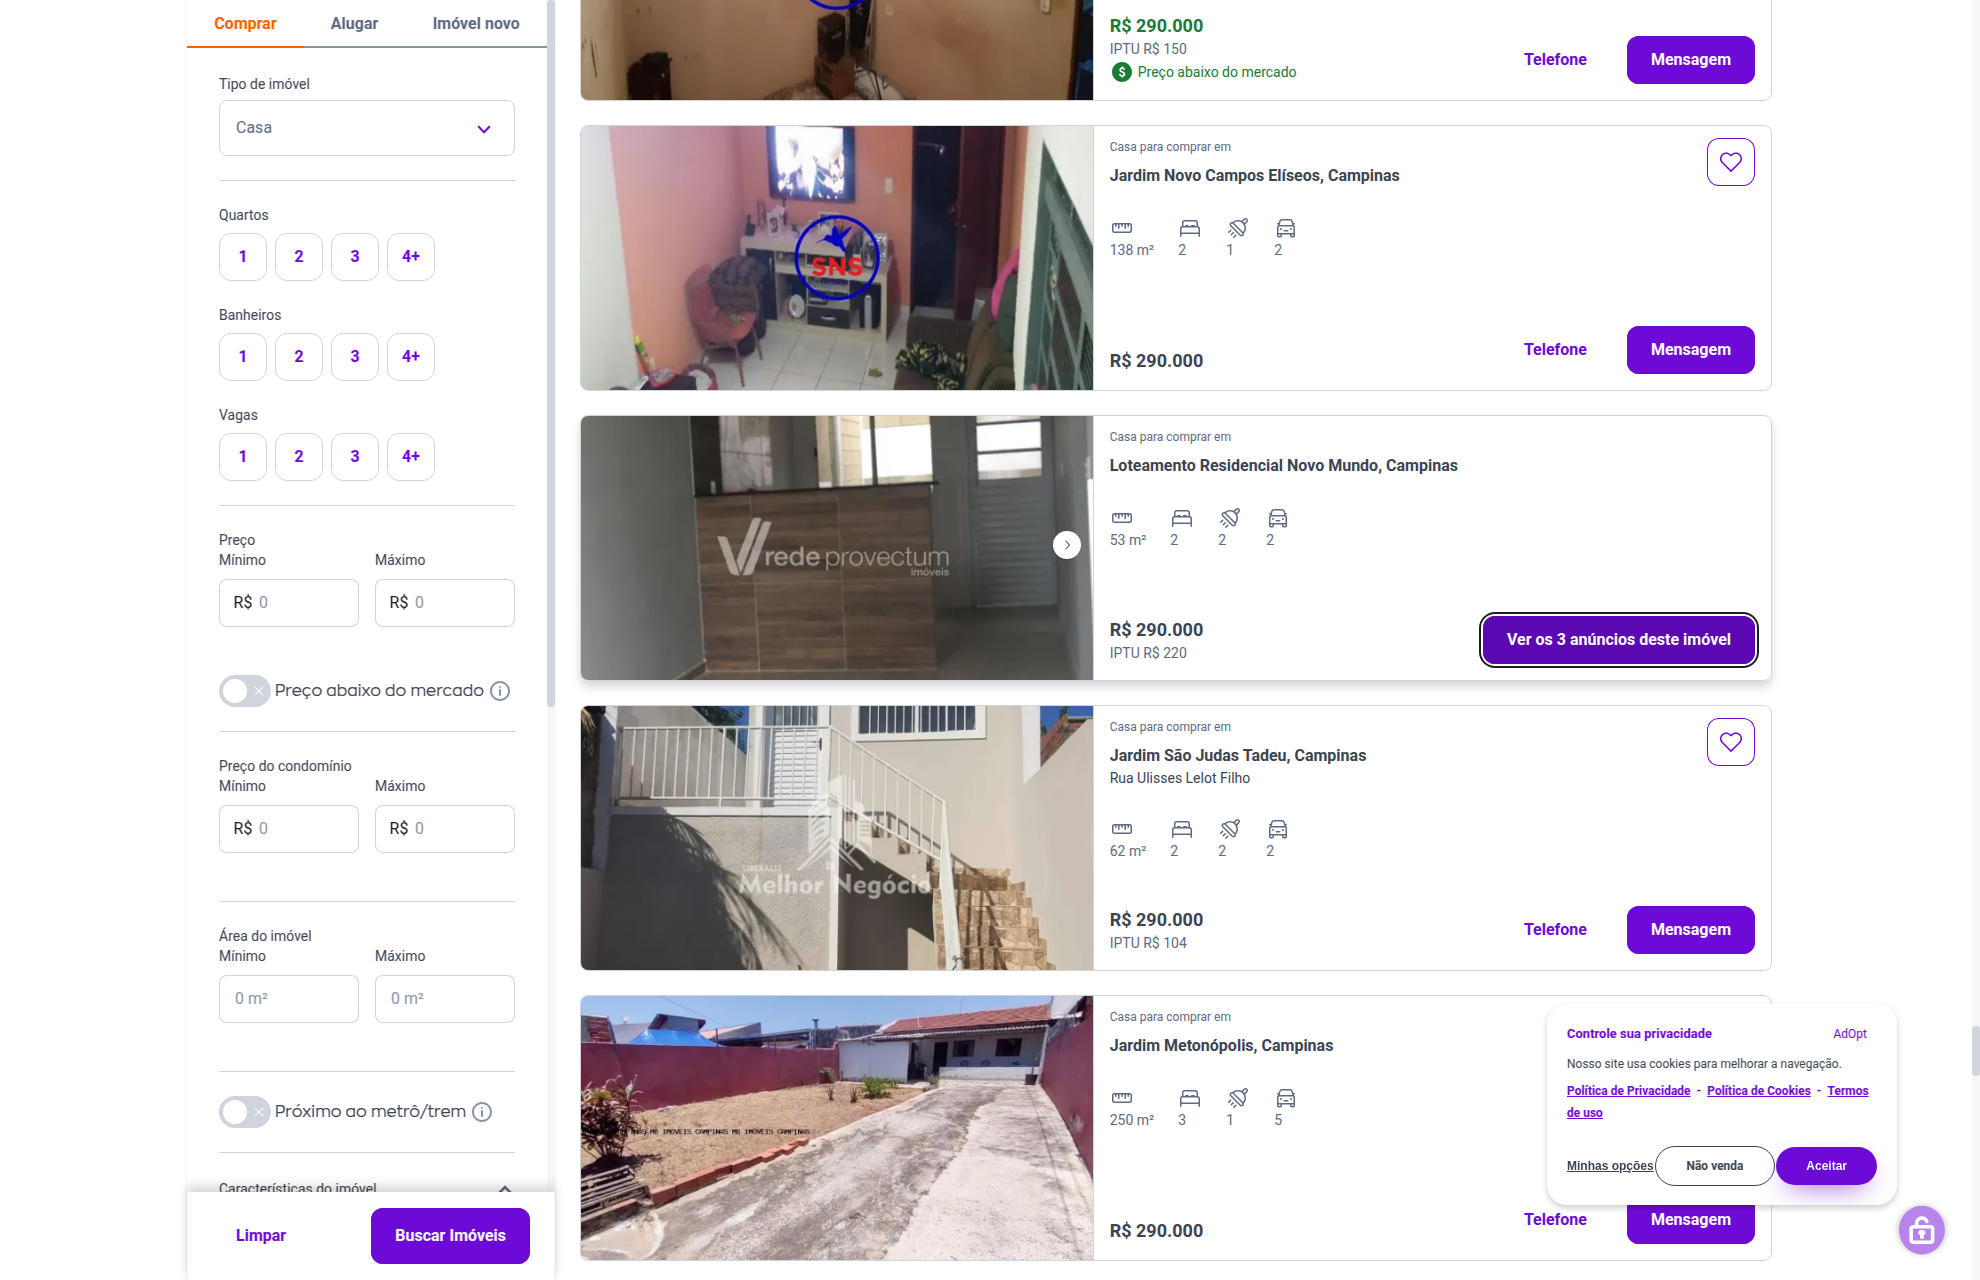 Comprar
Alugar
Imóvel novo
Tipo de imóvel
Casa
Quartos
1
2
3
4+
Banheiros
1
2
3
4+
Vagas
1
2
3
4+
Preço
Mínimo
Máximo
R$ 0
R$ 0
Preço abaixo do mercado
Preço do condomínio
Mínimo
Máximo
R$ 0
R$ 0
Área do imóvel
Mínimo
Máximo
0 m²
0 m²
Próximo ao metrô/trem
Características do imóvel
Limpar
Buscar Imóveis
R$ 290.000
IPTU R$ 150
Preço abaixo do mercado
Telefone
Mensagem
SNS
Casa para comprar em
Jardim Novo Campos Elíseos, Campinas
138 m²
2
1
2
R$ 290.000
Telefone
Mensagem
rede provectum
imóveis
Casa para comprar em
Loteamento Residencial Novo Mundo, Campinas
53 m²
2
2
2
R$ 290.000
IPTU R$ 220
Ver os 3 anúncios deste imóvel
LIBERALLE
Melhor Negócio
Casa para comprar em
Jardim São Judas Tadeu, Campinas
Rua Ulisses Lelot Filho
62 m²
2
2
2
R$ 290.000
IPTU R$ 104
Telefone
Mensagem
MB IMÓVEIS CAMPINAS MB IMÓVEIS CAMPINAS
Casa para comprar em
Jardim Metonópolis, Campinas
250 m²
3
1
5
R$ 290.000
Telefone
Mensagem
Controle sua privacidade
AdOpt
Nosso site usa cookies para melhorar a navegação.
Política de Privacidade - Política de Cookies - Termos
de uso
Minhas opções
Não venda
Aceitar